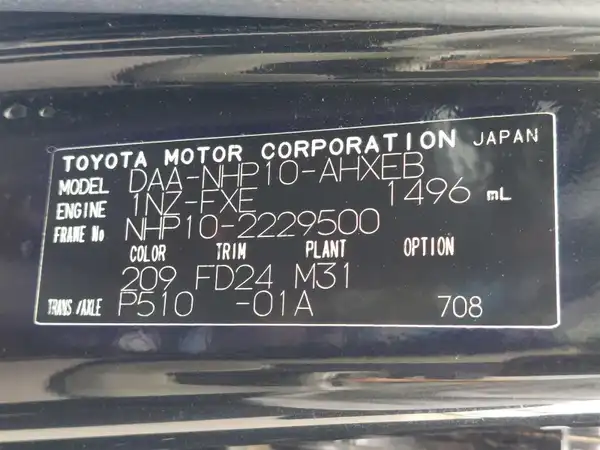 TOYOTA MOTOR CORPORATION JAPAN
MODEL DAA-NHP10-AHXEB
ENGINE 1NZ-FXE 1496 mL
FRAME No NHP10-2229500
COLOR TRIM PLANT OPTION
209 FD24 M31
TRANS/AXLE P510 -01A 708